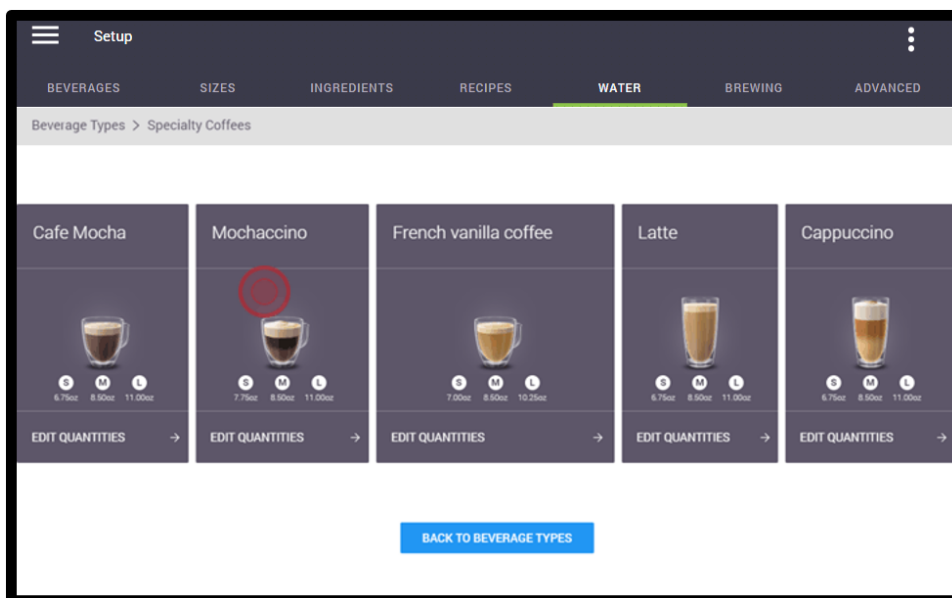 Setup
BEVERAGES SIZES INGREDIENTS RECIPES WATER BREWING ADVANCED
Beverage Types > Specialty Coffees
Cafe Mocha Mochaccino French vanilla coffee Latte Cappuccino
S M L S M L S M L S M L S M L
6.75oz 8.50oz 11.00oz 7.75oz 8.50oz 11.00oz 7.00oz 8.50oz 10.25oz 6.75oz 8.50oz 11.00oz 6.75oz 8.50oz 11.00oz
EDIT QUANTITIES → EDIT QUANTITIES → EDIT QUANTITIES → EDIT QUANTITIES → EDIT QUANTITIES →
BACK TO BEVERAGE TYPES